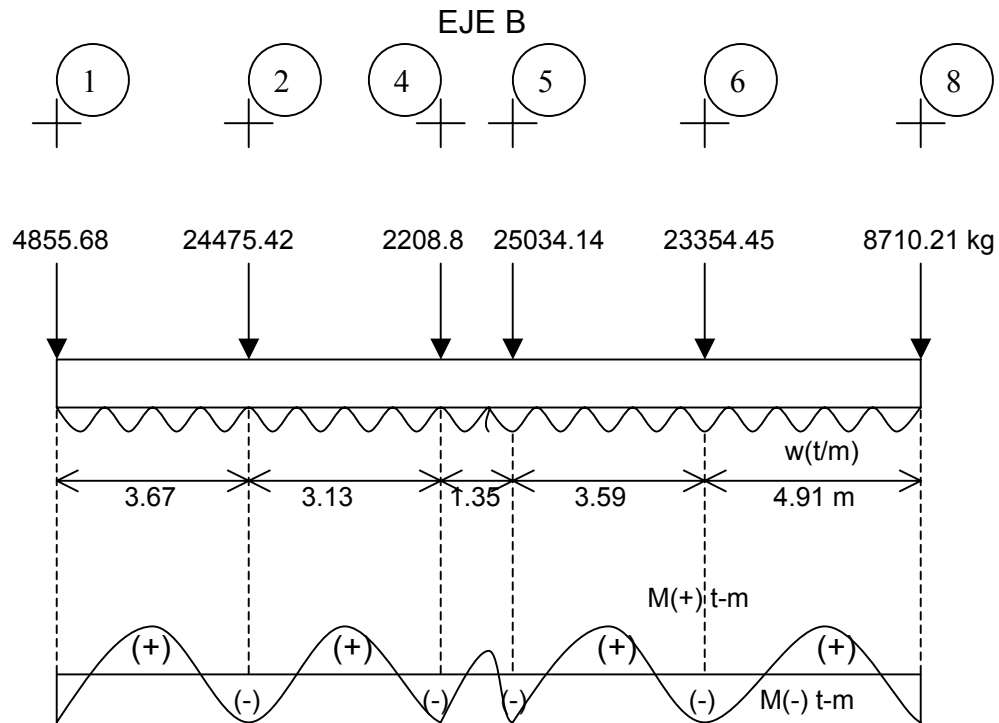 EJE B
1 2 4 5 6 8
4855.68 24475.42 2208.8 25034.14 23354.45 8710.21 kg
w(t/m)
3.67 3.13 1.35 3.59 4.91 m
M(+) t-m
(+) (+) (+) (+)
(-) (-) (-) (-) M(-) t-m